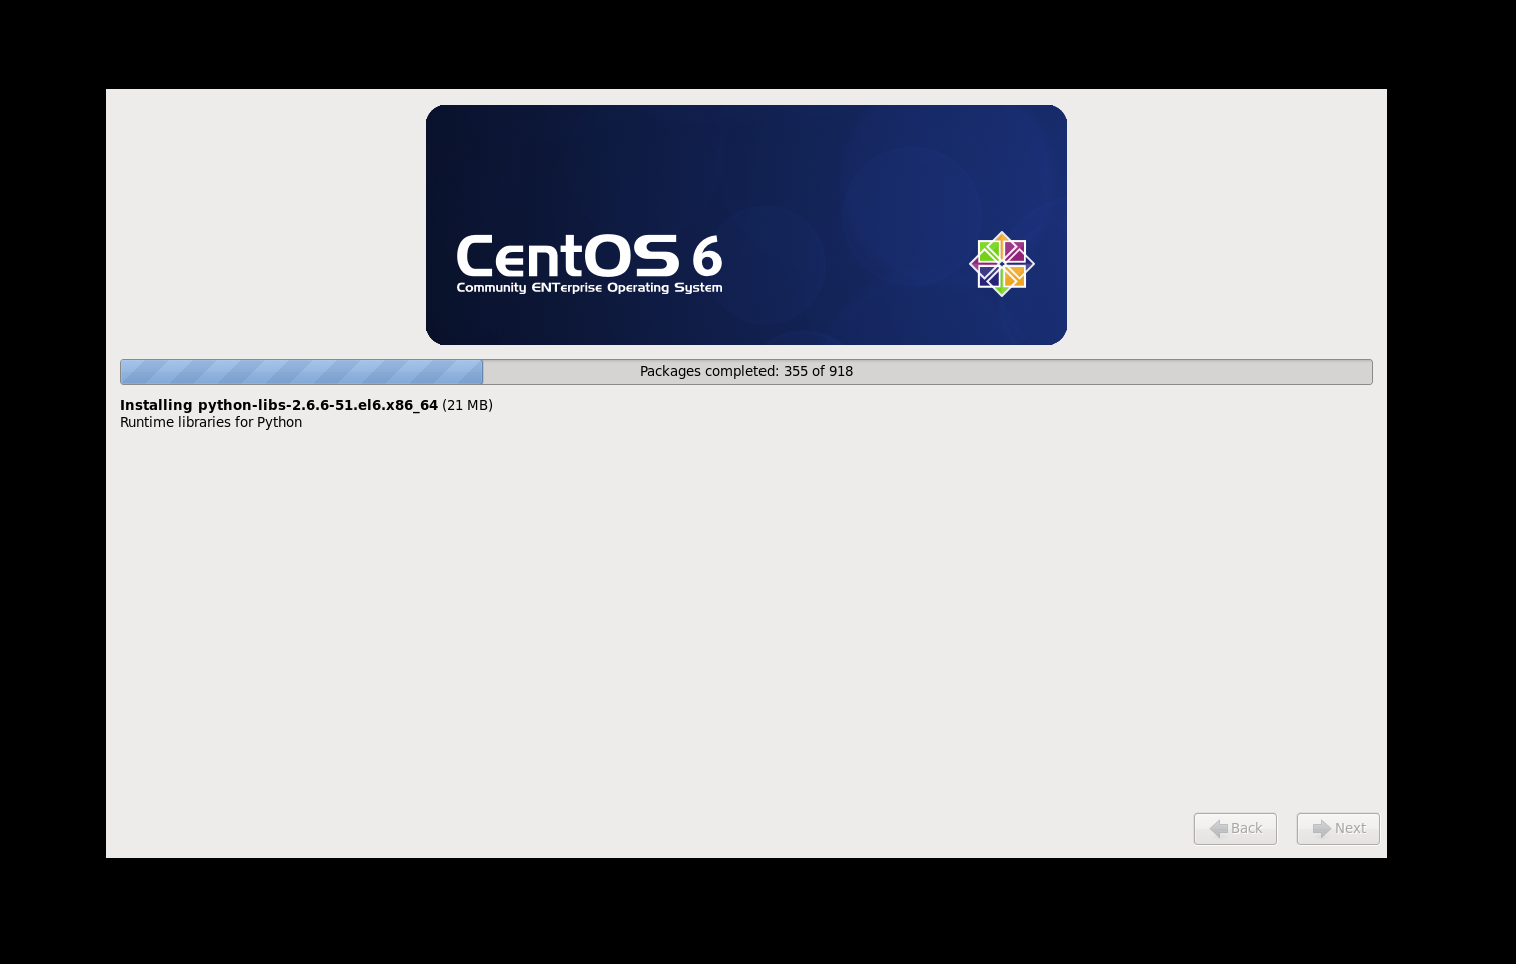 CentOS 6
Community ENTerprise Operating System
Packages completed: 355 of 918
Installing python-libs-2.6.6-51.el6.x86_64 (21 MB)
Runtime libraries for Python
Back Next